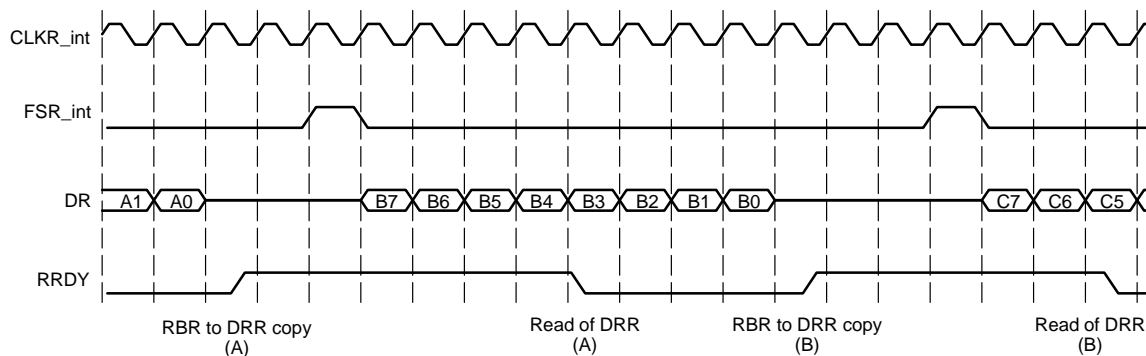 CLKR_int
FSR_int
DR A1 A0 B7 B6 B5 B4 B3 B2 B1 B0 C7 C6 C5
RRDY
RBR to DRR copy Read of DRR RBR to DRR copy Read of DRR
(A) (A) (B) (B)